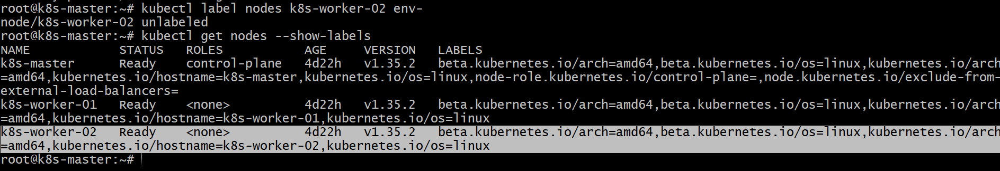 root@k8s-master:~# kubectl label nodes k8s-worker-02 env-
node/k8s-worker-02 unlabeled
root@k8s-master:~# kubectl get nodes --show-labels
NAME            STATUS   ROLES           AGE     VERSION   LABELS
k8s-master      Ready    control-plane   4d22h   v1.35.2   beta.kubernetes.io/arch=amd64,beta.kubernetes.io/os=linux,kubernetes.io/arch
=amd64,kubernetes.io/hostname=k8s-master,kubernetes.io/os=linux,node-role.kubernetes.io/control-plane=,node.kubernetes.io/exclude-from-
external-load-balancers=
k8s-worker-01   Ready    <none>          4d22h   v1.35.2   beta.kubernetes.io/arch=amd64,beta.kubernetes.io/os=linux,kubernetes.io/arch
=amd64,kubernetes.io/hostname=k8s-worker-01,kubernetes.io/os=linux
k8s-worker-02   Ready    <none>          4d22h   v1.35.2   beta.kubernetes.io/arch=amd64,beta.kubernetes.io/os=linux,kubernetes.io/arch
=amd64,kubernetes.io/hostname=k8s-worker-02,kubernetes.io/os=linux
root@k8s-master:~#